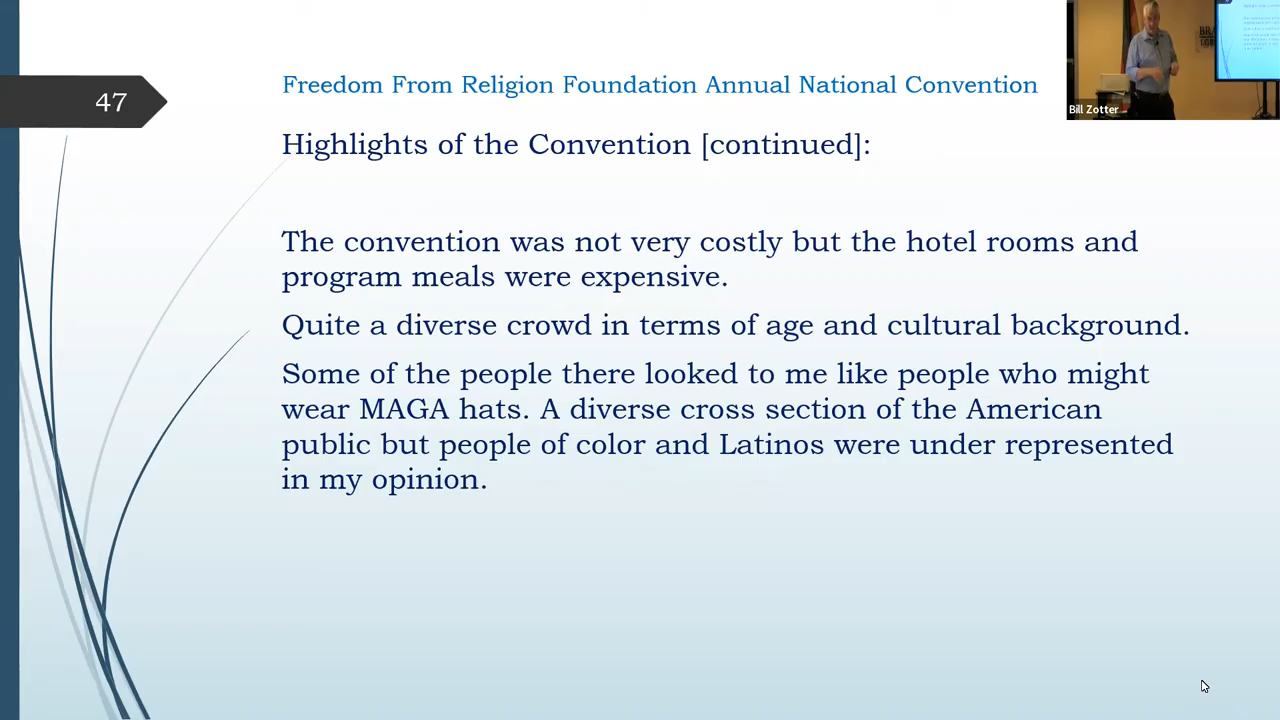 47
Freedom From Religion Foundation Annual National Convention
Highlights of the Convention [continued]:
The convention was not very costly but the hotel rooms and
program meals were expensive.
Quite a diverse crowd in terms of age and cultural background.
Some of the people there looked to me like people who might
wear MAGA hats. A diverse cross section of the American
public but people of color and Latinos were under represented
in my opinion.
Bill Zotter